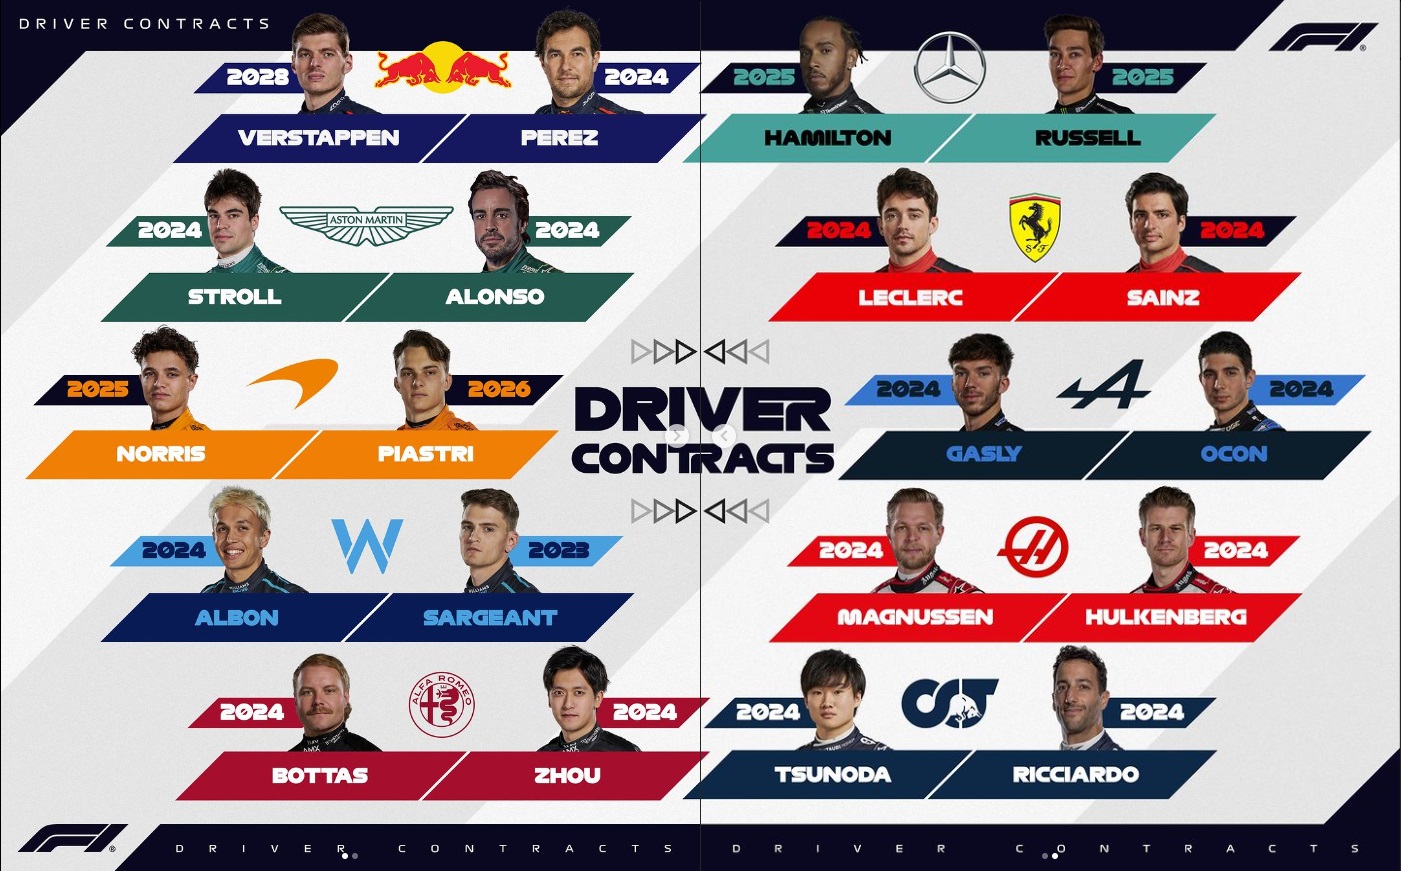 DRIVER CONTRACTS
2028
2024
VERSTAPPEN
PEREZ
2025
2025
HAMILTON
RUSSELL
2024
ASTON MARTIN
2024
STROLL
ALONSO
2024
S F
2024
LECLERC
SAINZ
2025
2026
NORRIS
PIASTRI
DRIVER
CONTRACTS
2024
2024
GASLY
OCON
2024
2023
ALBON
SARGEANT
2024
2024
MAGNUSSEN
HULKENBERG
2024
ALFA ROMEO
2024
BOTTAS
ZHOU
2024
2024
TSUNODA
RICCIARDO
F1
DRIVER CONTRACTS
DRIVER CONTRACTS